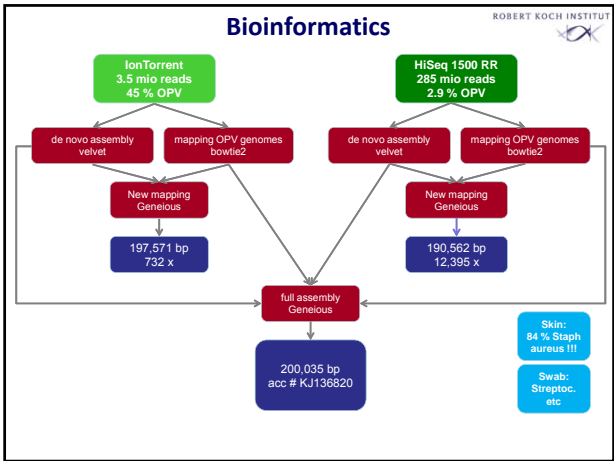 Bioinformatics
ROBERT KOCH INSTITUT
IonTorrent
3.5 mio reads
45 % OPV
HiSeq 1500 RR
285 mio reads
2.9 % OPV
de novo assembly
velvet
mapping OPV genomes
bowtie2
de novo assembly
velvet
mapping OPV genomes
bowtie2
New mapping
Geneious
New mapping
Geneious
197,571 bp
732 x
190,562 bp
12,395 x
full assembly
Geneious
200,035 bp
acc # KJ136820
Skin:
84 % Staph
aureus !!!
Swab:
Streptoc.
etc